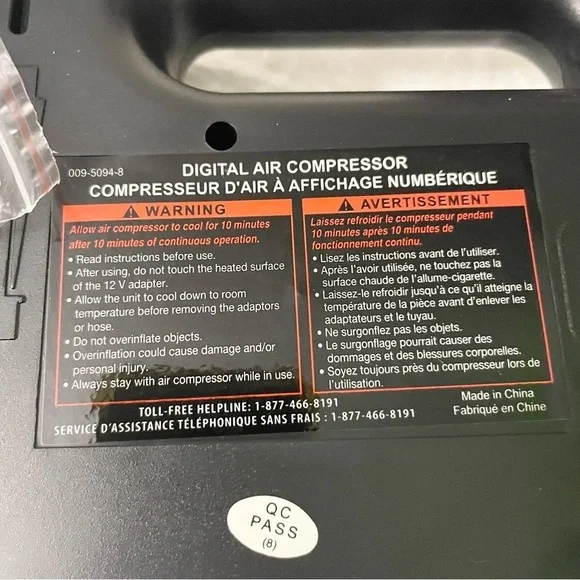 009-5094-8
DIGITAL AIR COMPRESSOR
COMPRESSEUR D'AIR À AFFICHAGE NUMBÉRIQUE
WARNING
Allow air compressor to cool for 10 minutes
after 10 minutes of continuous operation.
• Read instructions before use.
• After using, do not touch the heated surface
of the 12 V adapter.
• Allow the unit to cool down to room
temperature before removing the adaptors
or hose.
• Do not overinflate objects.
• Overinflation could cause damage and/or
personal injury.
• Always stay with air compressor while in use.
AVERTISSEMENT
Laissez refroidir le compresseur pendant
10 minutes après 10 minutes de
fonctionnement continu.
• Lisez les instructions avant de l'utiliser.
• Après l'avoir utilisée, ne touchez pas la
surface chaude de l'allume-cigarette.
• Laissez-le refroidir jusqu'à ce qu'il atteigne la
température de la pièce avant d'enlever les
adaptateurs et le tuyau.
• Ne surgonflez pas les objets.
• Le surgonflage pourrait causer des
dommages et des blessures corporelles.
• Soyez toujours près du compresseur lors de
l'utilisation.
TOLL-FREE HELPLINE: 1-877-466-8191
SERVICE D'ASSISTANCE TÉLÉPHONIQUE SANS FRAIS : 1-877-466-8191
Made in China
Fabriqué en Chine
QC
PASS
(8)